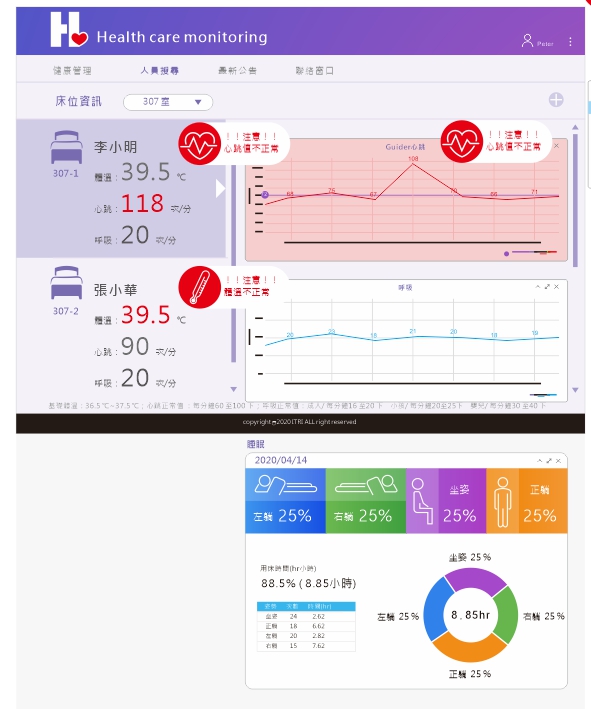 Health care monitoring
Peter
健康管理 人員搜尋 最新公告 聯絡窗口
床位資訊 307室
307-1
李小明
體溫：39.5 ℃
心跳：118 次/分
呼吸：20 次/分
！！注意！！
心跳值不正常
307-2
張小華
體溫：39.5 ℃
心跳：90 次/分
呼吸：20 次/分
！！注意！！
體溫不正常
Guider心跳
！！注意！！
心跳值不正常
68 75 67 108 70 66 71
呼吸
20 22 18 21 20 18 19
基礎體溫：36.5℃~37.5℃；心跳正常值：每分鐘60至100下；呼吸正常值：成人/每分鐘16至20下 小孩/每分鐘20至25下 嬰兒/每分鐘30至40下
copyright©2020 ITRI ALL right reserved
睡眠
2020/04/14
左躺 25% 右躺 25% 坐姿 25% 正躺 25%
用床時間(hr小時)
88.5% (8.85小時)
姿態 次數 時間(hr)
坐姿 24 2.62
正躺 18 6.62
左躺 20 2.82
右躺 15 7.62
坐姿 25%
左躺 25%
8.85hr
右躺 25%
正躺 25%